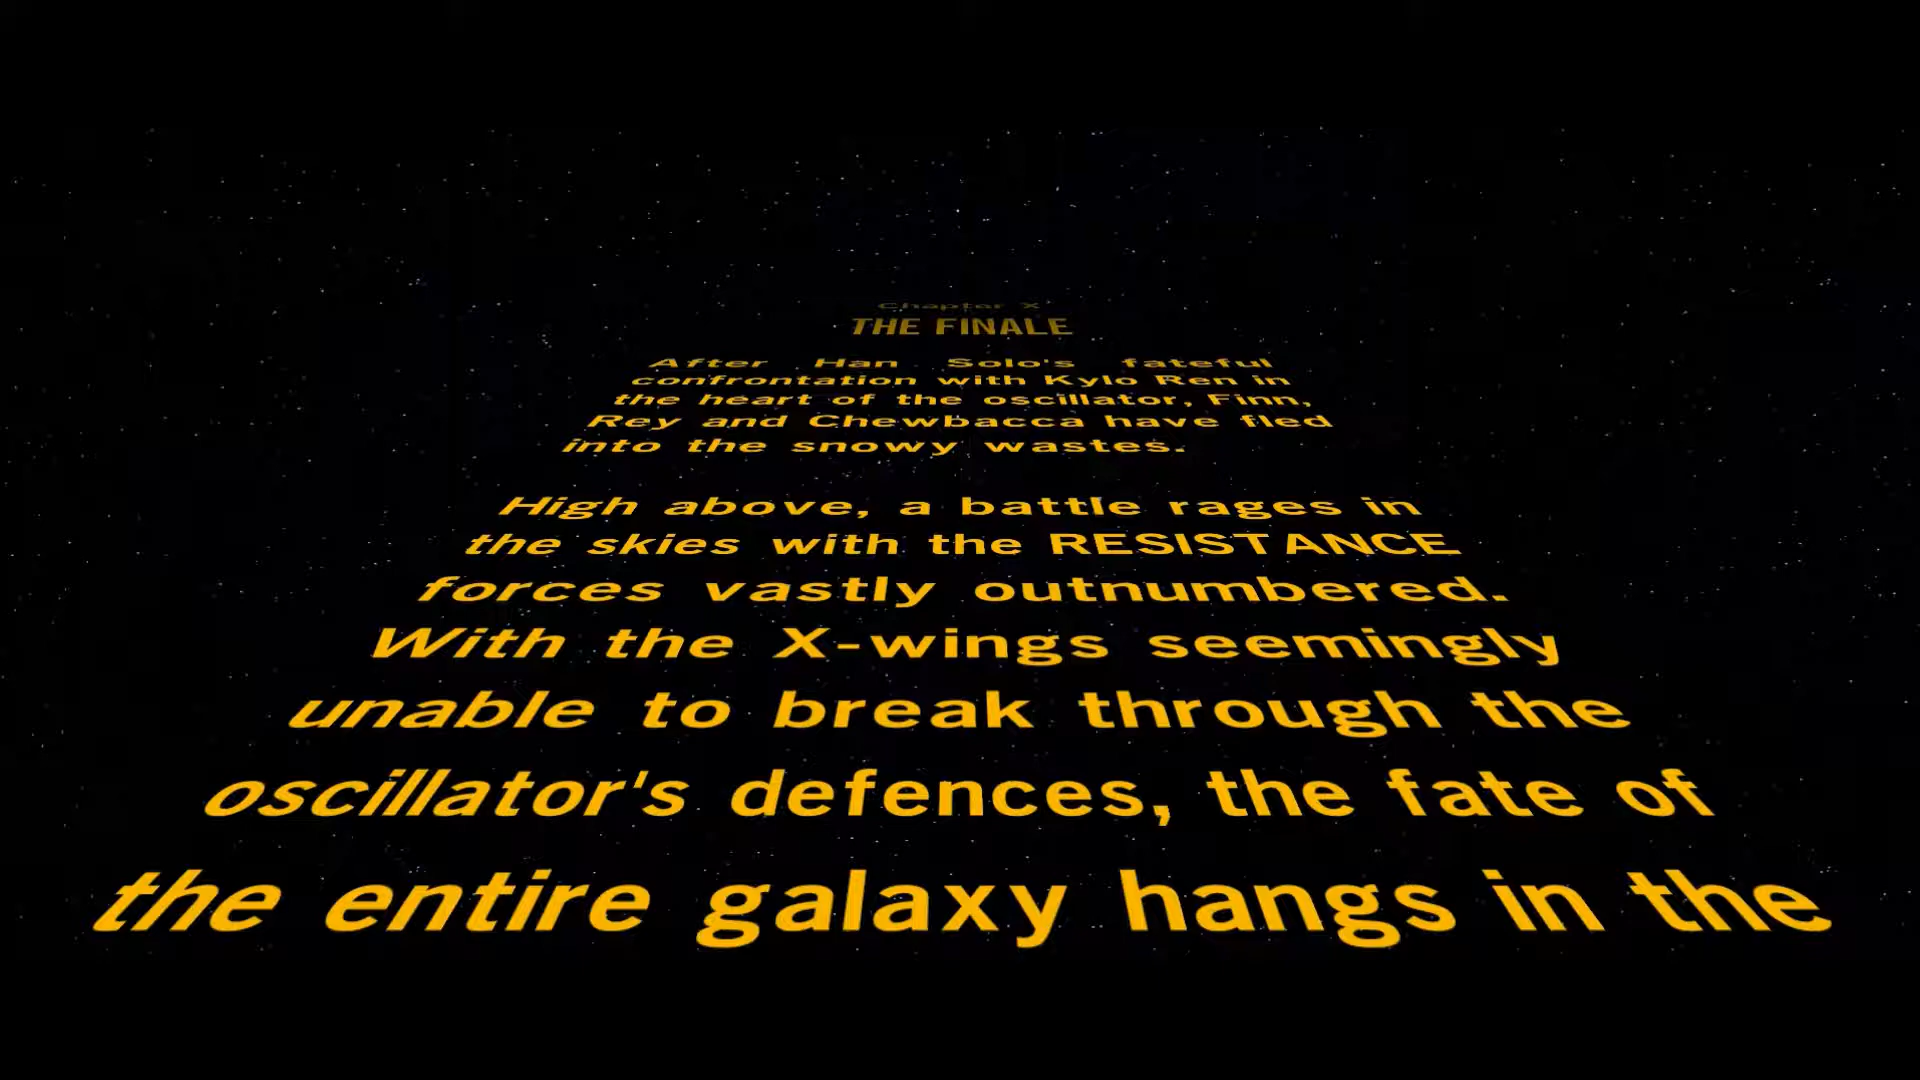 Chapter X
THE FINALE
After Han Solo's fateful
confrontation with Kylo Ren in
the heart of the oscillator, Finn,
Rey and Chewbacca have fled
into the snowy wastes.
High above, a battle rages in
the skies with the RESISTANCE
forces vastly outnumbered.
With the X-wings seemingly
unable to break through the
oscillator's defences, the fate of
the entire galaxy hangs in the